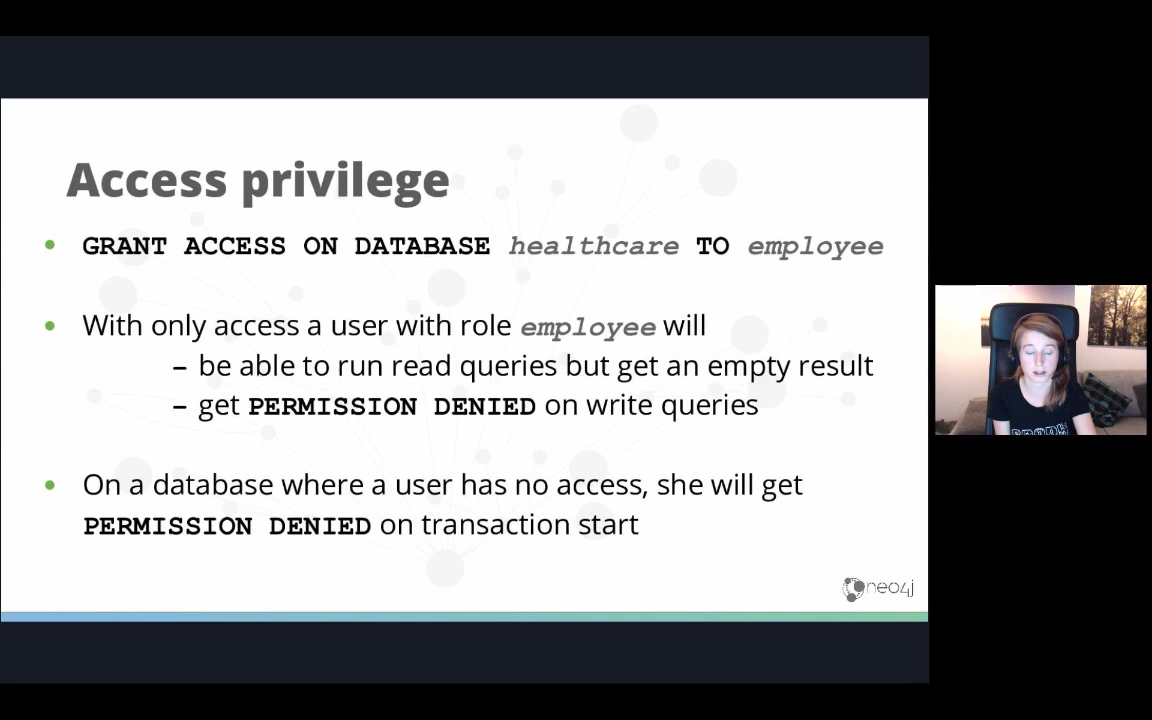 Access privilege
• GRANT ACCESS ON DATABASE healthcare TO employee
• With only access a user with role employee will
– be able to run read queries but get an empty result
– get PERMISSION DENIED on write queries
• On a database where a user has no access, she will get
PERMISSION DENIED on transaction start
neo4j